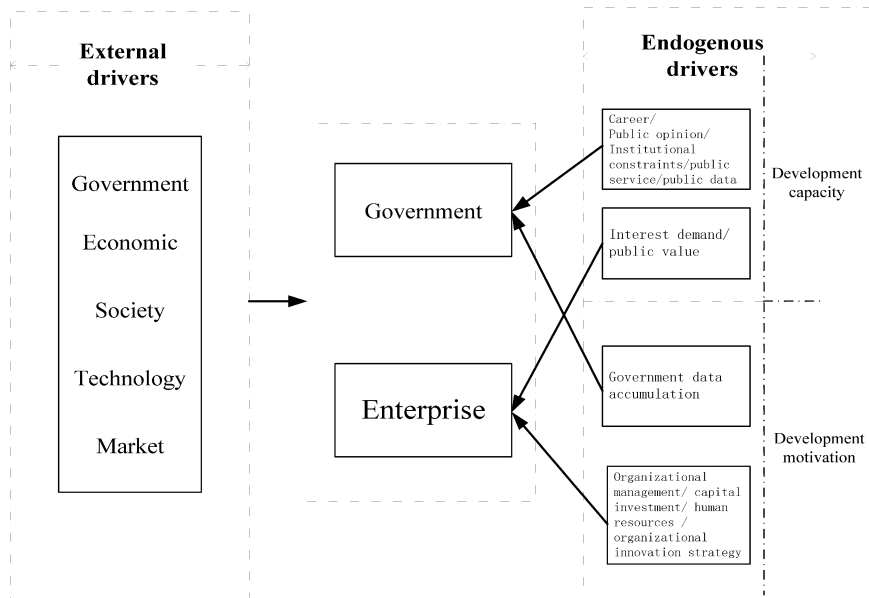 External
drivers
Government
Economic
Society
Technology
Market
Government
Enterprise
Endogenous
drivers
Career/
Public opinion/
Institutional
constraints/public
service/public data
Interest demand/
public value
Government data
accumulation
Organizational
management/ capital
investment/ human
resources /
organizational
innovation strategy
Development
capacity
Development
motivation